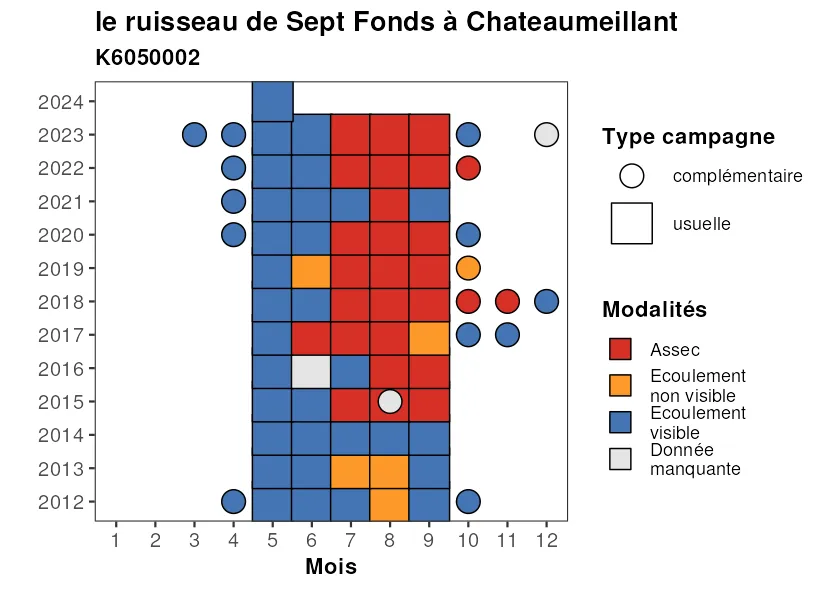 le ruisseau de Sept Fonds à Chateaumeillant
K6050002
2024
2023
2022
2021
2020
2019
2018
2017
2016
2015
2014
2013
2012
1 2 3 4 5 6 7 8 9 10 11 12
Mois
Type campagne
complémentaire
usuelle
Modalités
Assec
Ecoulement
non visible
Ecoulement
visible
Donnée
manquante